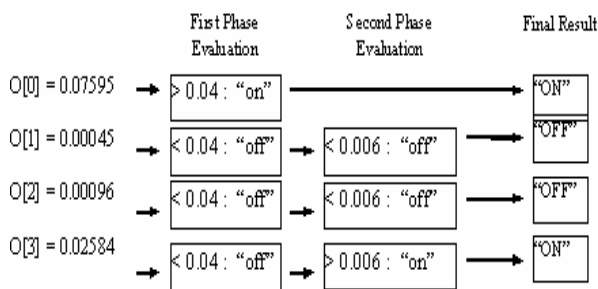 First Phase Evaluation
Second Phase Evaluation
Final Result
O[0] = 0.07595
> 0.04 : “on”
“ON”
O[1] = 0.00045
< 0.04 : “off”
< 0.006 : “off”
“OFF”
O[2] = 0.00096
< 0.04 : “off”
< 0.006 : “off”
“OFF”
O[3] = 0.02584
< 0.04 : “off”
> 0.006 : “on”
“ON”